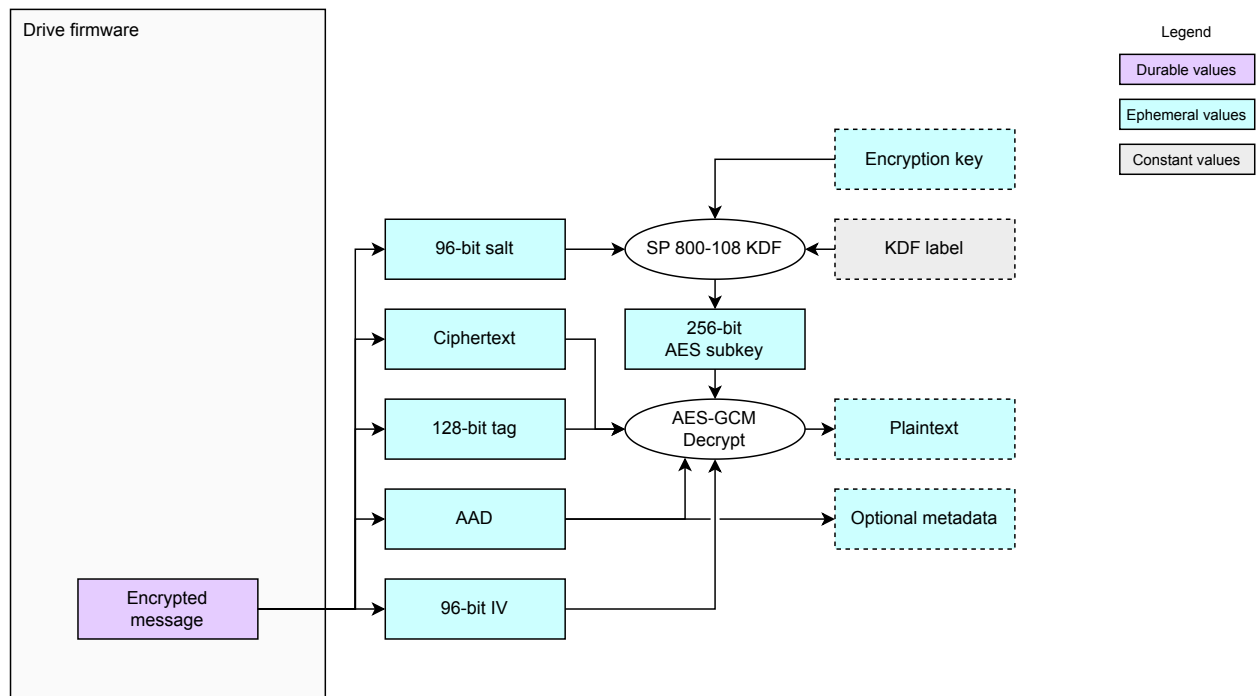 Drive firmware
Legend
Durable values
Ephemeral values
Constant values
Encryption key
96-bit salt
SP 800-108 KDF
KDF label
Ciphertext
256-bit
AES subkey
128-bit tag
AES-GCM
Decrypt
Plaintext
AAD
Optional metadata
Encrypted
message
96-bit IV